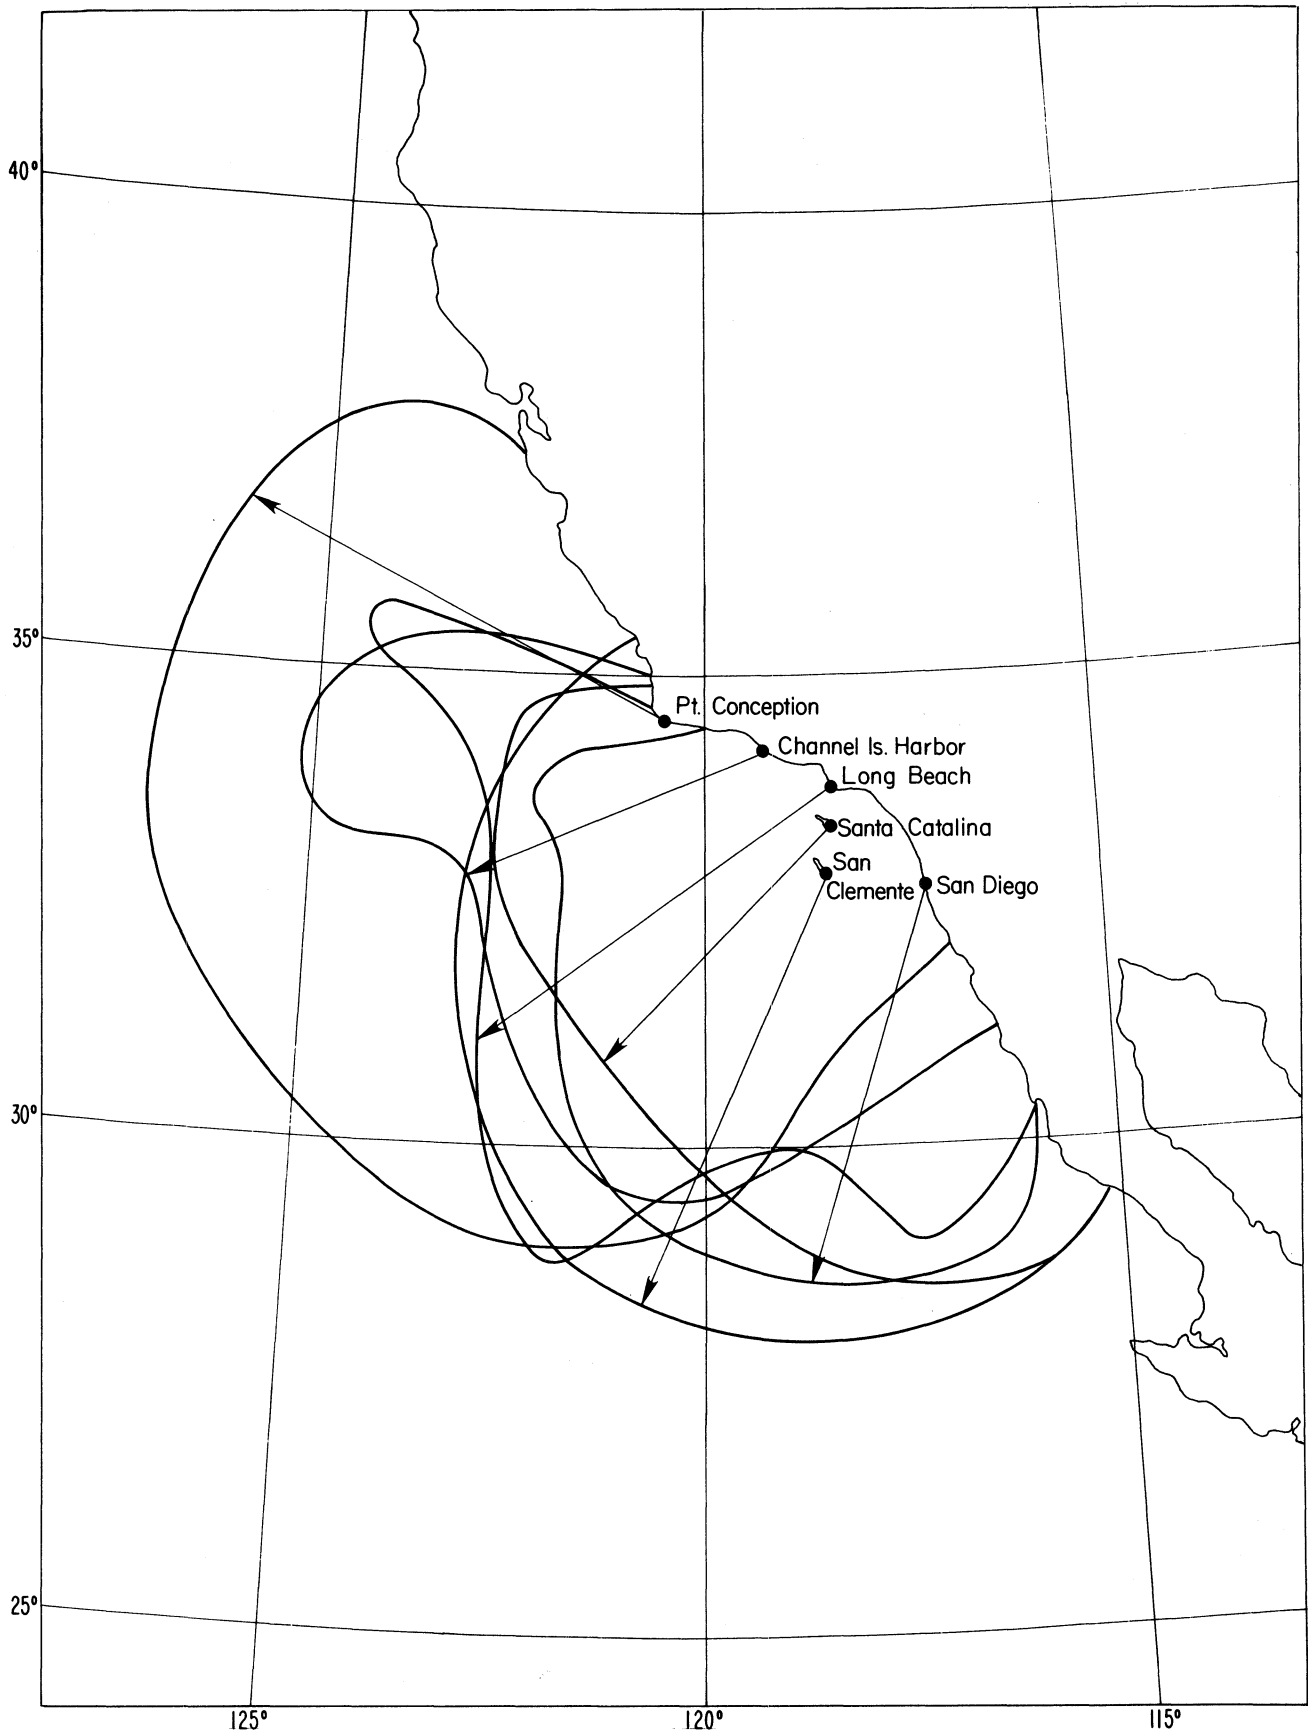 40°
35°
Pt. Conception
Channel Is. Harbor
Long Beach
Santa Catalina
San
Clemente
San Diego
30°
25°
125°
120°
115°